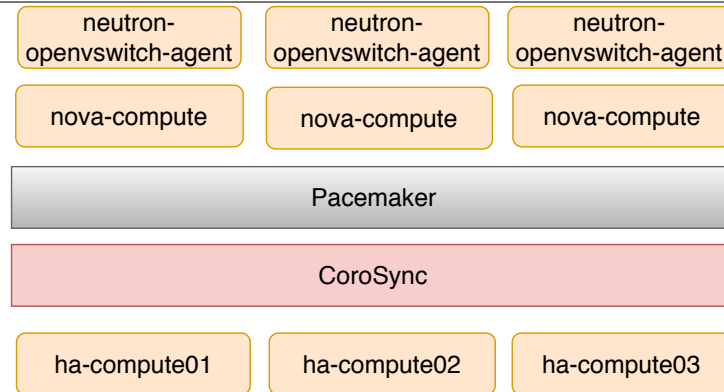 neutron-
openvswitch-agent
neutron-
openvswitch-agent
neutron-
openvswitch-agent
nova-compute
nova-compute
nova-compute
Pacemaker
CoroSync
ha-compute01
ha-compute02
ha-compute03